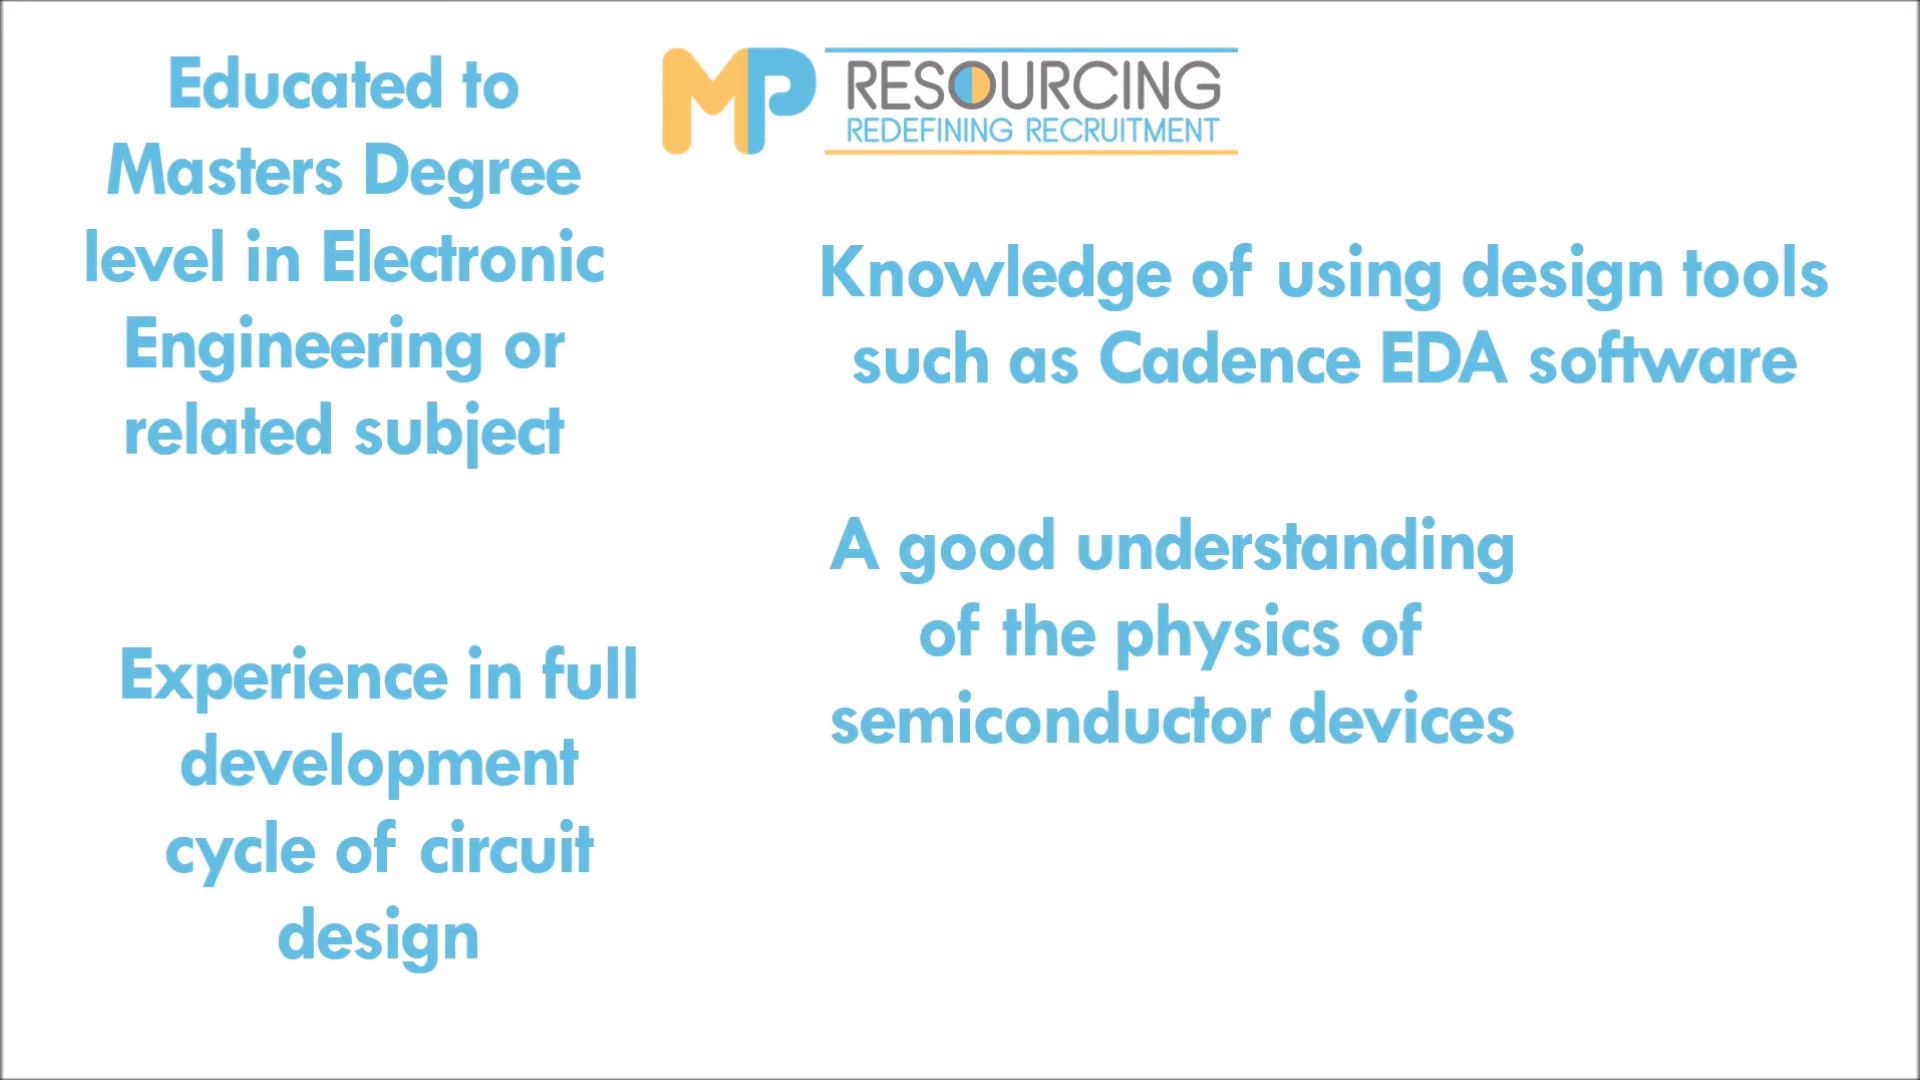 MP RESOURCING
REDEFINING RECRUITMENT
Educated to
Masters Degree
level in Electronic
Engineering or
related subject
Knowledge of using design tools
such as Cadence EDA software
A good understanding
of the physics of
semiconductor devices
Experience in full
development
cycle of circuit
design